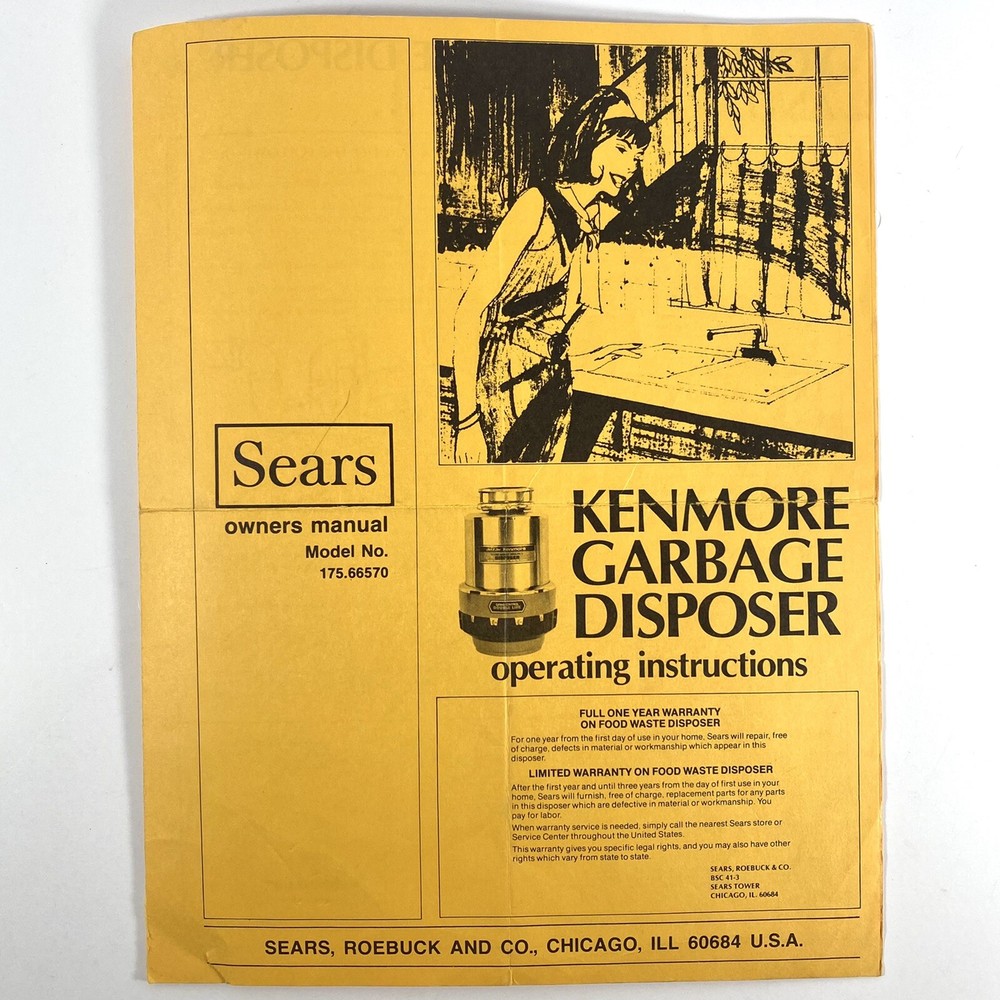 Sears
owners manual
Model No.
175.66570
KENMORE
GARBAGE
DISPOSER
operating instructions
FULL ONE YEAR WARRANTY
ON FOOD WASTE DISPOSER
For one year from the first day of use in your home, Sears will repair, free
of charge, defects in material or workmanship which appear in this
disposer.
LIMITED WARRANTY ON FOOD WASTE DISPOSER
After the first year and until three years from the day of first use in your
home, Sears will furnish, free of charge, replacement parts for any parts
in this disposer which are defective in material or workmanship. You
pay for labor.
When warranty service is needed, simply call the nearest Sears store or
Service Center throughout the United States.
This warranty gives you specific legal rights, and you may also have other
rights which vary from state to state.
SEARS, ROEBUCK & CO.
BSC 41-3
SEARS TOWER
CHICAGO, IL. 60684
SEARS, ROEBUCK AND CO., CHICAGO, ILL 60684 U.S.A.